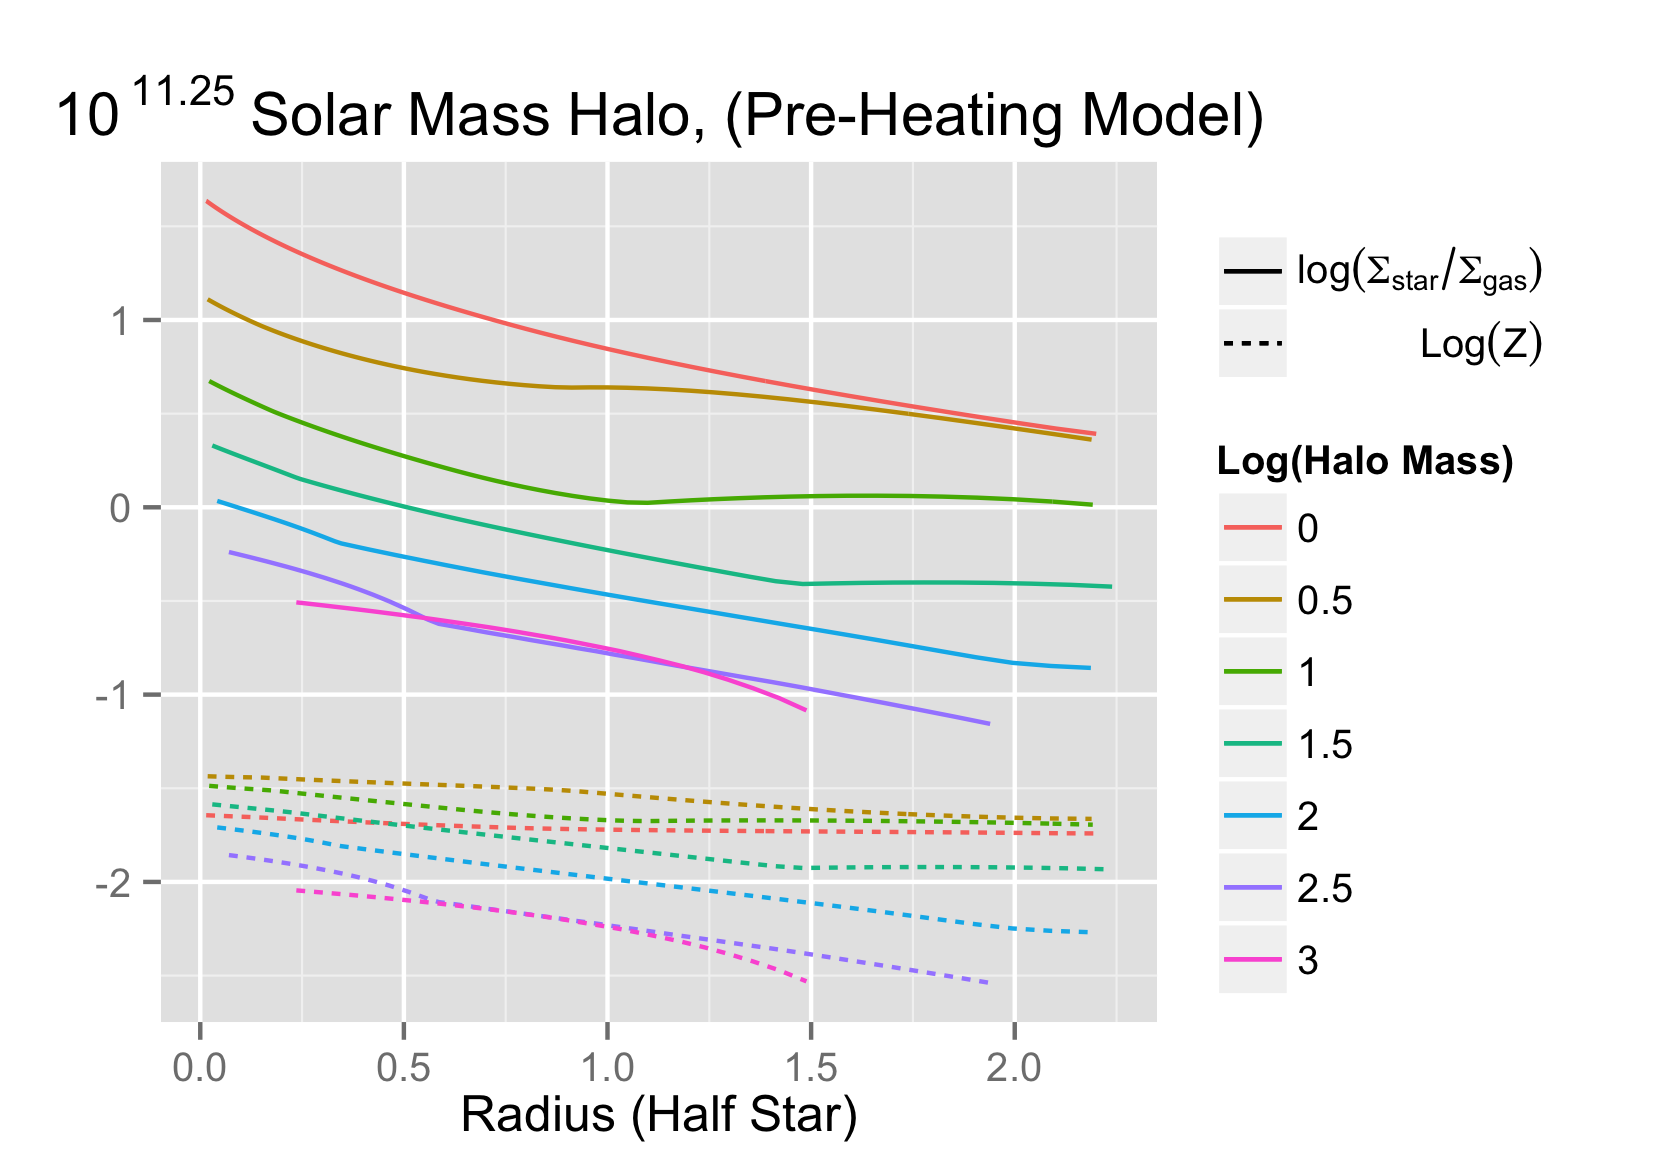 10^11.25 Solar Mass Halo, (Pre-Heating Model)
1
0
-1
-2
0.0 0.5 1.0 1.5 2.0
Radius (Half Star)
log(Σstar/Σgas)
Log(Z)
Log(Halo Mass)
0
0.5
1
1.5
2
2.5
3